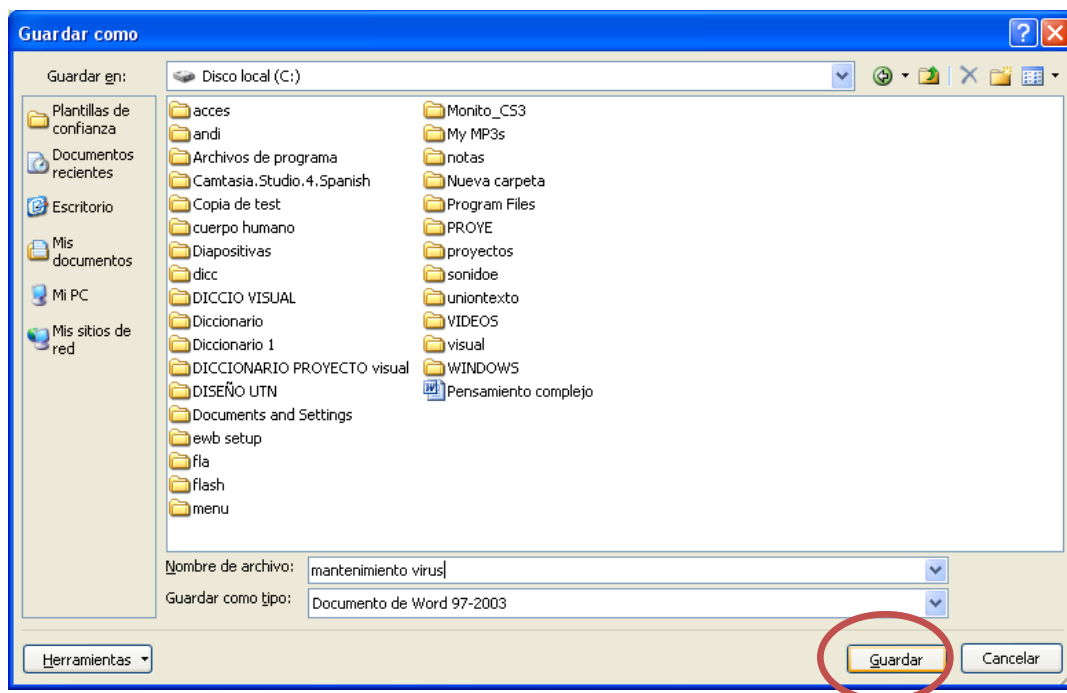 Guardar como
Guardar en:
Disco local (C:)
Plantillas de
confianza
Documentos
recientes
Escritorio
Mis
documentos
Mi PC
Mis sitios de
red
acces
andi
Archivos de programa
Camtasia.Studio.4.Spanish
Copia de test
cuerpo humano
Diapositivas
dicc
DICCIO VISUAL
Diccionario
Diccionario 1
DICCIONARIO PROYECTO visual
DISEÑO UTN
Documents and Settings
ewb setup
fla
flash
menu
Monito_CS3
My MP3s
notas
Nueva carpeta
Program Files
PROYE
proyectos
sonidoe
uniontexto
VIDEOS
visual
WINDOWS
Pensamiento complejo
Nombre de archivo:
mantenimiento virus
Guardar como tipo:
Documento de Word 97-2003
Herramientas
Guardar
Cancelar